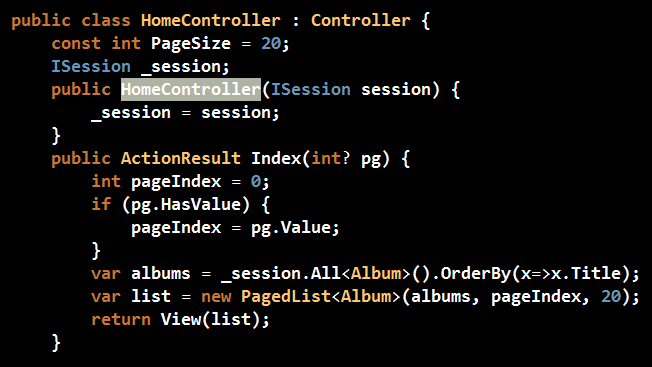 public class HomeController : Controller {
const int PageSize = 20;
ISession _session;
public HomeController(ISession session) {
_session = session;
}
public ActionResult Index(int? pg) {
int pageIndex = 0;
if (pg.HasValue) {
pageIndex = pg.Value;
}
var albums = _session.All<Album>().OrderBy(x=>x.Title);
var list = new PagedList<Album>(albums, pageIndex, 20);
return View(list);
}